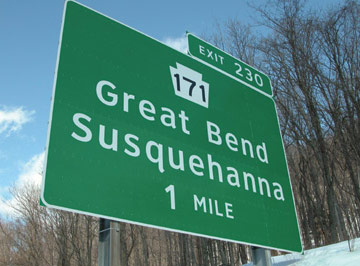 EXIT 230
171
Great Bend
Susquehanna
1 MILE